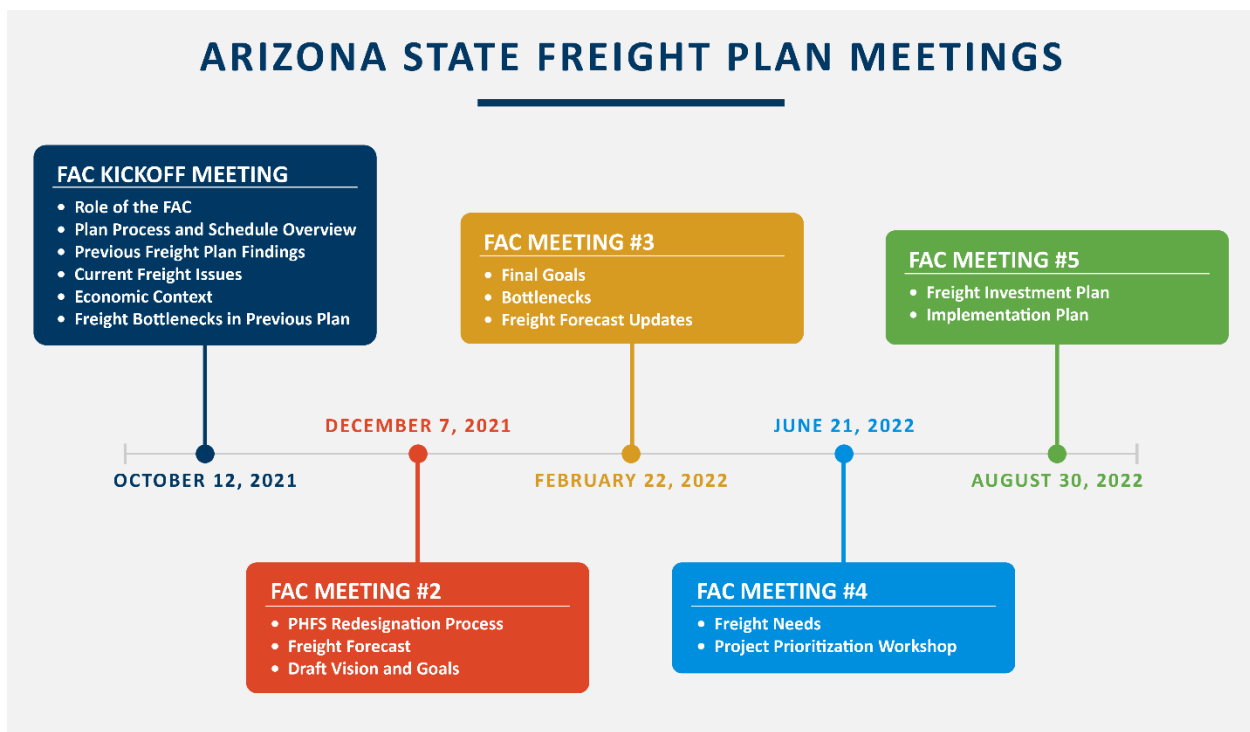 ARIZONA STATE FREIGHT PLAN MEETINGS
FAC KICKOFF MEETING
• Role of the FAC
• Plan Process and Schedule Overview
• Previous Freight Plan Findings
• Current Freight Issues
• Economic Context
• Freight Bottlenecks in Previous Plan
OCTOBER 12, 2021
DECEMBER 7, 2021
FAC MEETING #2
• PHFS Redesignation Process
• Freight Forecast
• Draft Vision and Goals
FAC MEETING #3
• Final Goals
• Bottlenecks
• Freight Forecast Updates
FEBRUARY 22, 2022
JUNE 21, 2022
FAC MEETING #4
• Freight Needs
• Project Prioritization Workshop
FAC MEETING #5
• Freight Investment Plan
• Implementation Plan
AUGUST 30, 2022